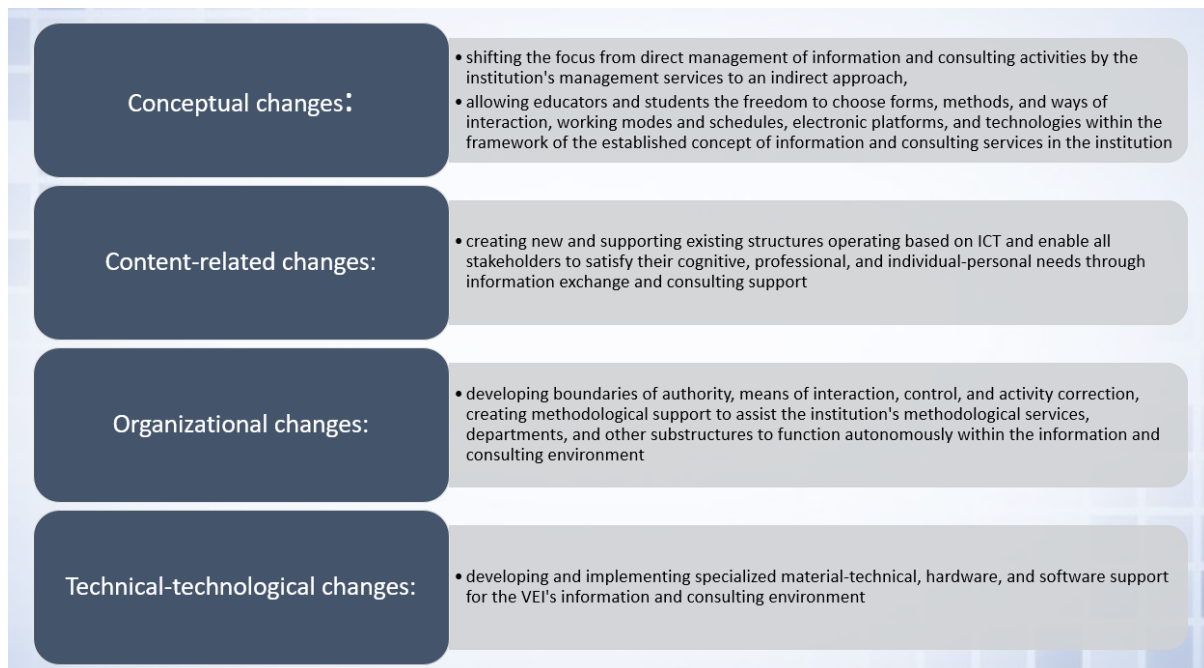 Conceptual changes:
• shifting the focus from direct management of information and consulting activities by the
institution's management services to an indirect approach,
• allowing educators and students the freedom to choose forms, methods, and ways of
interaction, working modes and schedules, electronic platforms, and technologies within the
framework of the established concept of information and consulting services in the institution
Content-related changes:
• creating new and supporting existing structures operating based on ICT and enable all
stakeholders to satisfy their cognitive, professional, and individual-personal needs through
information exchange and consulting support
Organizational changes:
• developing boundaries of authority, means of interaction, control, and activity correction,
creating methodological support to assist the institution's methodological services,
departments, and other substructures to function autonomously within the information and
consulting environment
Technical-technological changes:
• developing and implementing specialized material-technical, hardware, and software support
for the VEI's information and consulting environment